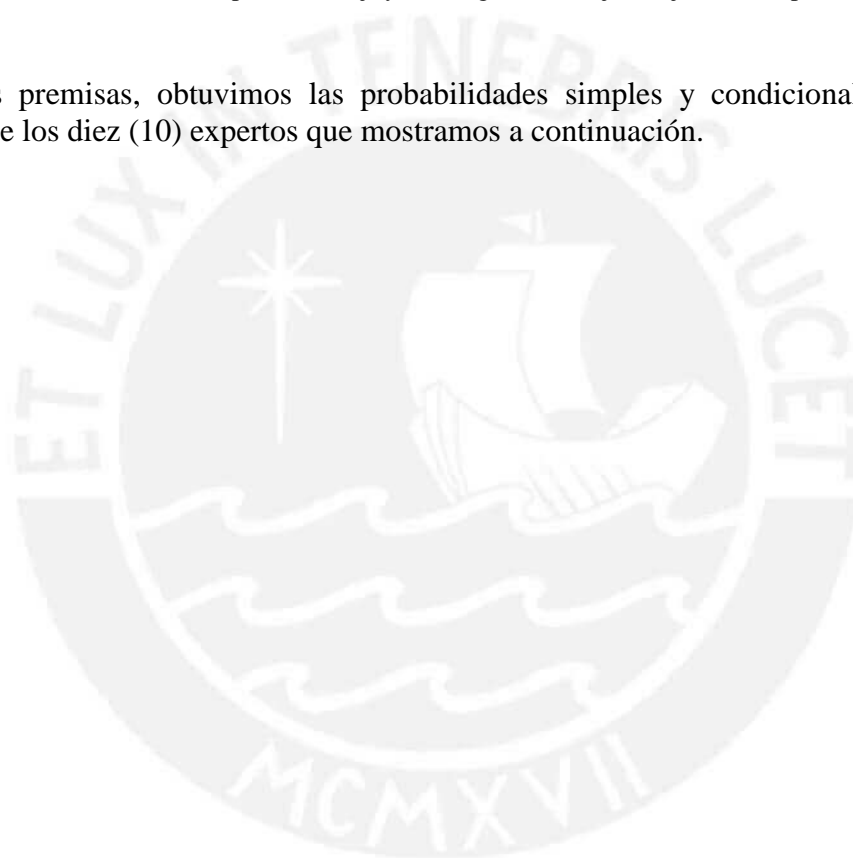 s premisas, obtuvimos las probabilidades simples y condicional
e los diez (10) expertos que mostramos a continuación.
ET LUX IN TENEBRIS LUCET
MCMXVII